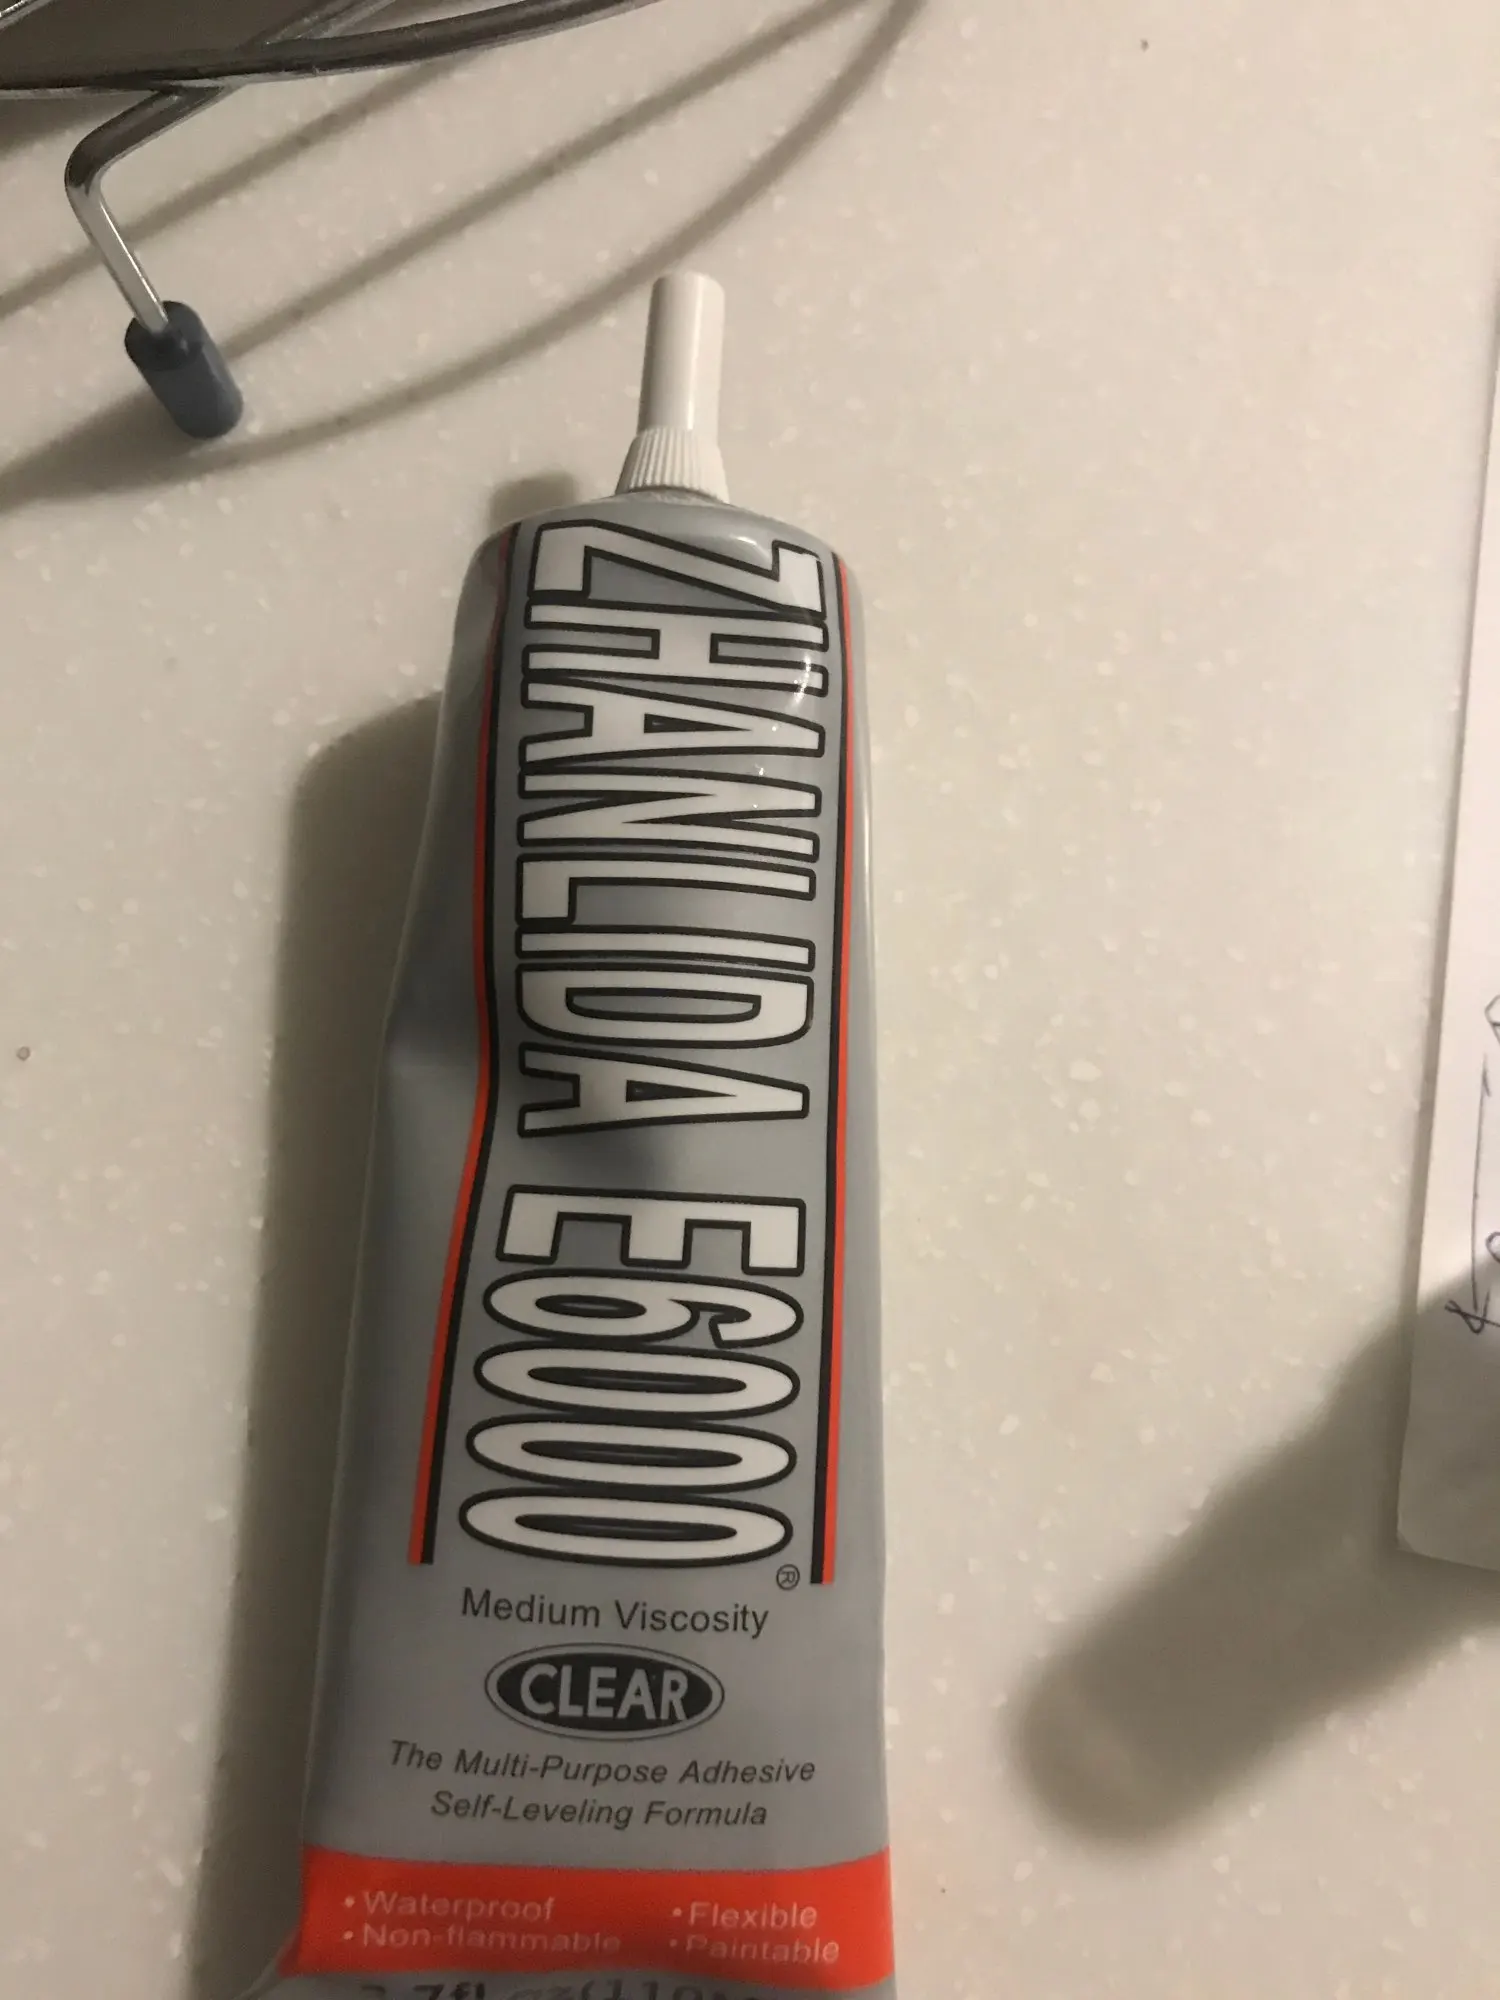 ZHANLIDA E6000®
Medium Viscosity
CLEAR
The Multi-Purpose Adhesive
Self-Leveling Formula
• Waterproof • Flexible
• Non-flammable • Paintable